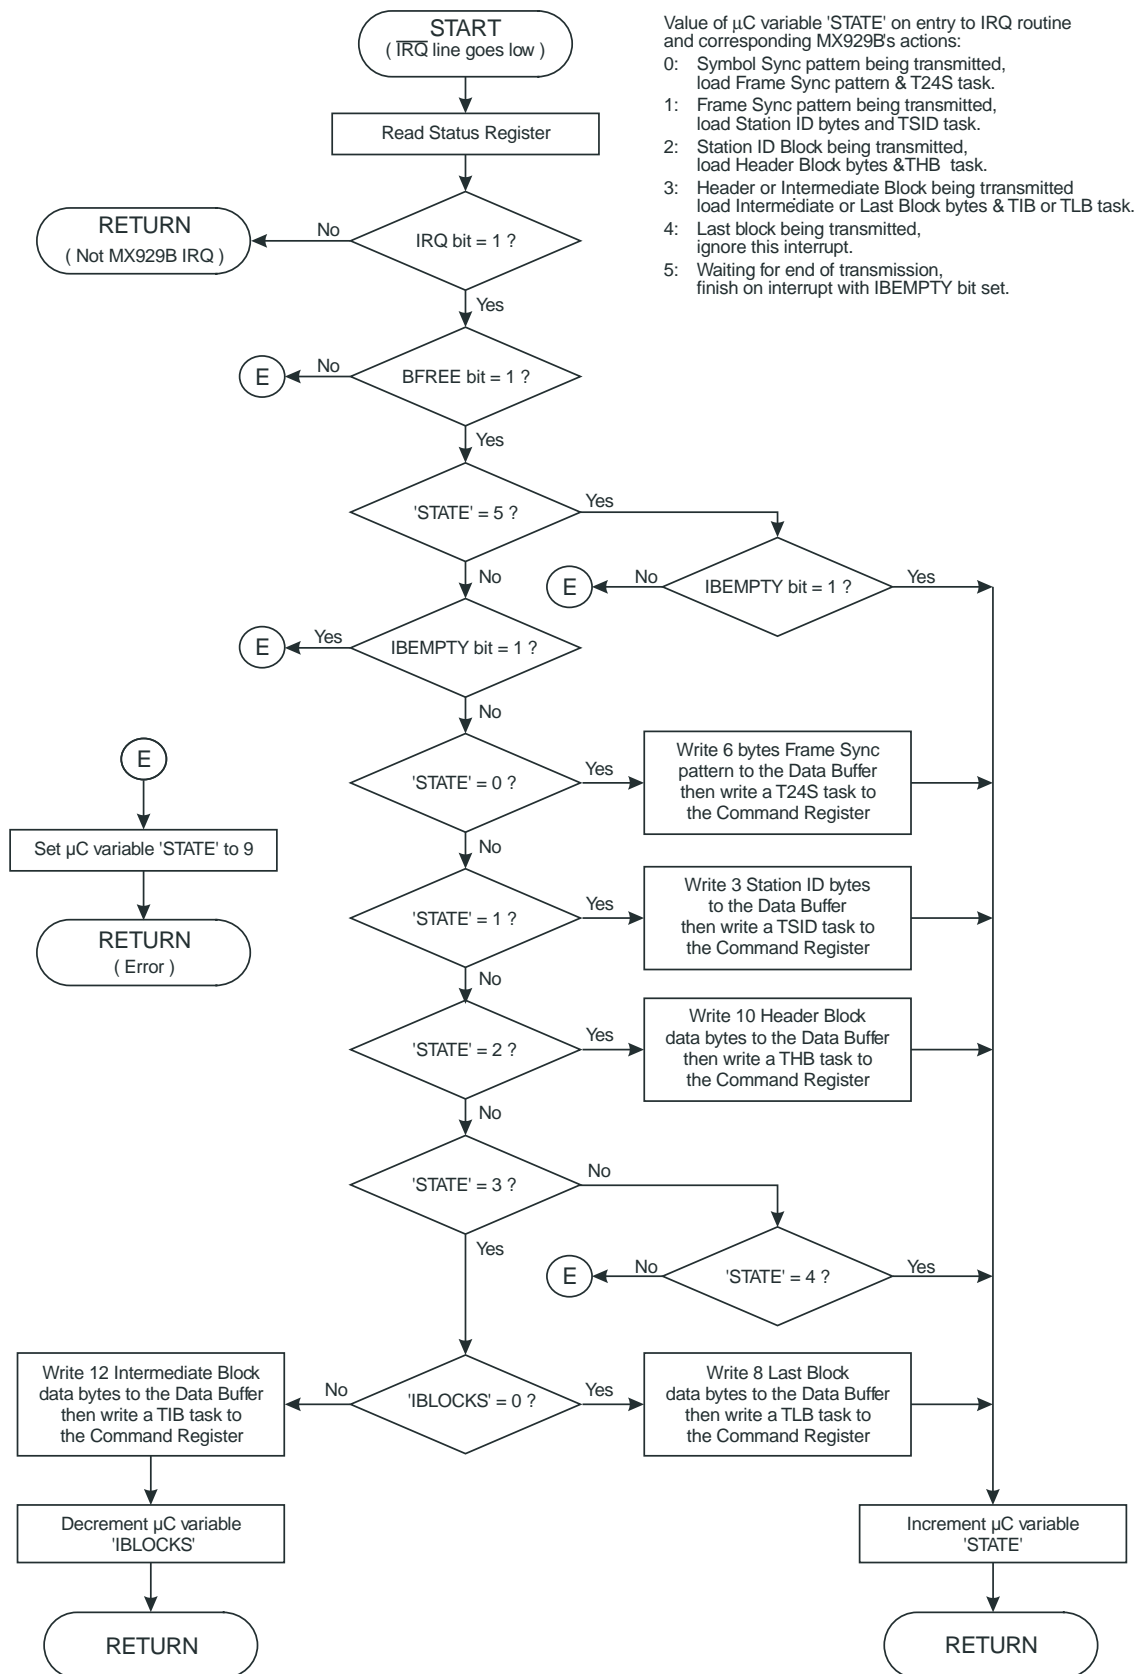 START
( IRQ line goes low )
Value of µC variable 'STATE' on entry to IRQ routine
and corresponding MX929B's actions:
0: Symbol Sync pattern being transmitted,
load Frame Sync pattern & T24S task.
1: Frame Sync pattern being transmitted,
load Station ID bytes and TSID task.
2: Station ID Block being transmitted,
load Header Block bytes &THB task.
3: Header or Intermediate Block being trransmitted
load Intermediate or Last Block bytes & TIB or TLB task.
4: Last block being transmitted,
ignore this interrupt.
5: Waiting for end of transmission,
finish on interrupt with IBEMPTY bit set.
Read Status Register
RETURN
( Not MX929B IRQ )
No
IRQ bit = 1 ?
Yes
E
No
BFREE bit = 1 ?
Yes
'STATE' = 5 ?
Yes
No
E
No
IBEMPTY bit = 1 ?
Yes
E
Yes
IBEMPTY bit = 1 ?
No
E
Set µC variable 'STATE' to 9
RETURN
( Error )
'STATE' = 0 ?
Yes
Write 6 bytes Frame Sync
pattern to the Data Buffer
then write a T24S task to
the Command Register
No
'STATE' = 1 ?
Yes
Write 3 Station ID bytes
to the Data Buffer
then write a TSID task to
the Command Register
No
'STATE' = 2 ?
Yes
Write 10 Header Block
data bytes to the Data Buffer
then write a THB task to
the Command Register
No
'STATE' = 3 ?
No
Yes
E
No
'STATE' = 4 ?
Yes
Write 12 Intermediate Block
data bytes to the Data Buffer
then write a TIB task to
the Command Register
No
'IBLOCKS' = 0 ?
Yes
Write 8 Last Block
data bytes to the Data Buffer
then write a TLB task to
the Command Register
Decrement µC variable
'IBLOCKS'
RETURN
Increment µC variable
'STATE'
RETURN